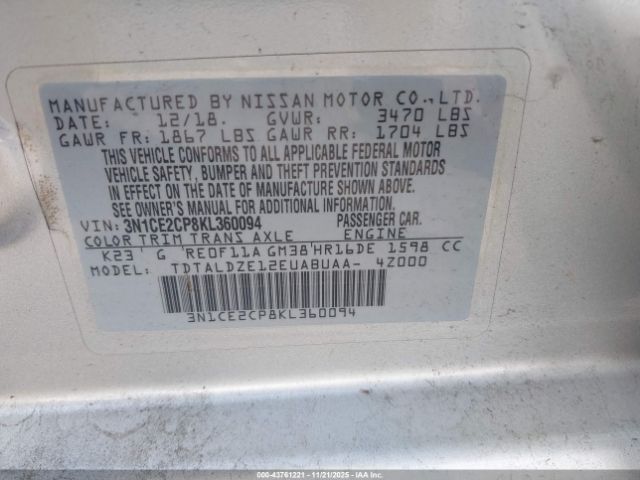 MANUFACTURED BY NISSAN MOTOR CO.,LTD.
DATE: 12/18. GVWR: 3470 LBS
GAWR FR: 1867 LBS GAWR RR: 1704 LBS
THIS VEHICLE CONFORMS TO ALL APPLICABLE FEDERAL MOTOR
VEHICLE SAFETY, BUMPER AND THEFT PREVENTION STANDARDS
IN EFFECT ON THE DATE OF MANUFACTURE SHOWN ABOVE.
SEE OWNER'S MANUAL FOR ADDITIONAL INFORMATION.
VIN: 3N1CE2CP8KL360094 PASSENGER CAR.
COLOR TRIM TRANS AXLE ENGINE
K23 G RE0F11A GM38 HR16DE 1598 CC
MODEL: TDTALDZE12EUABUAA- 4Z000
3N1CE2CP8KL360094
000-43761221 - 11/21/2025 - IAAI.com